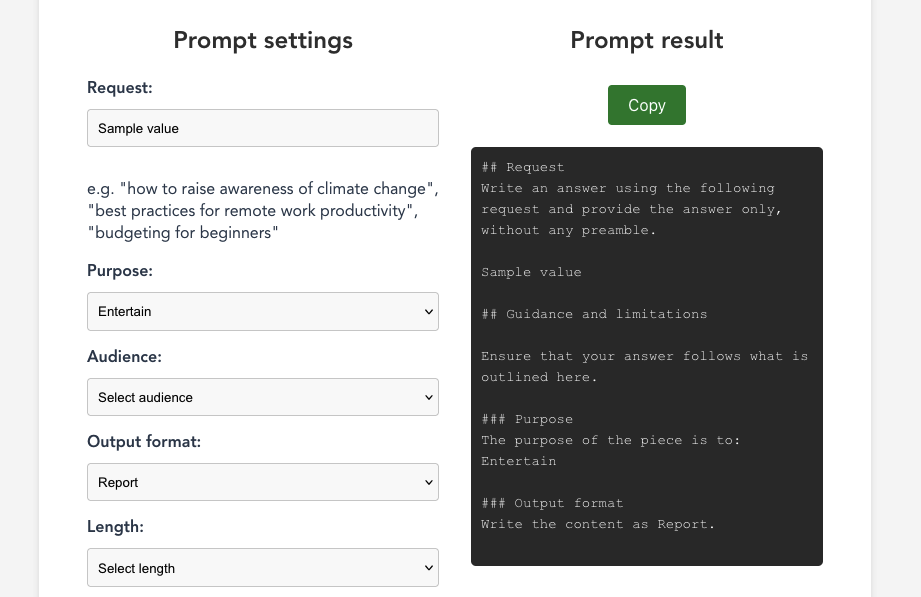 Prompt settings
Request:
Sample value
e.g. "how to raise awareness of climate change",
"best practices for remote work productivity",
"budgeting for beginners"
Purpose:
Entertain
Audience:
Select audience
Output format:
Report
Length:
Select length
Prompt result
Copy
## Request
Write an answer using the following
request and provide the answer only,
without any preamble.
Sample value
## Guidance and limitations
Ensure that your answer follows what is
outlined here.
### Purpose
The purpose of the piece is to:
Entertain
### Output format
Write the content as Report.